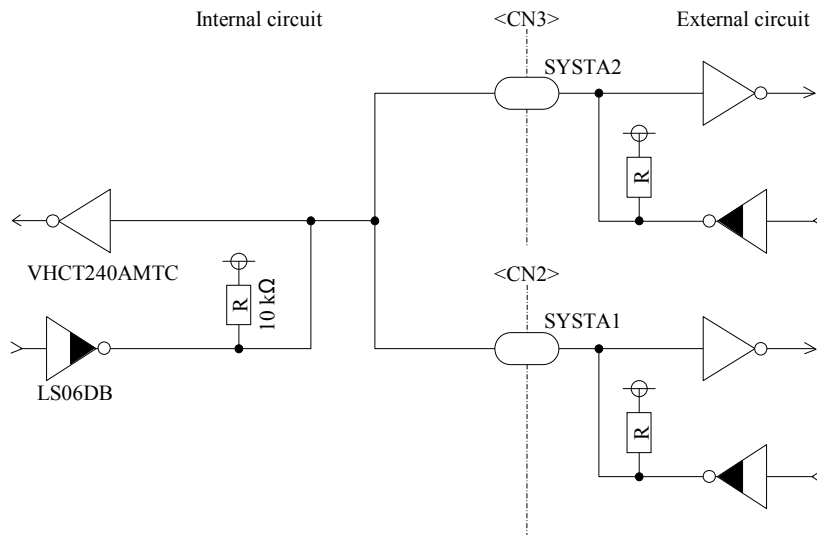 Internal circuit
<CN3>
External circuit
SYSTA2
R
VHCT240AMTC
R
10 kΩ
<CN2>
SYSTA1
LS06DB
R